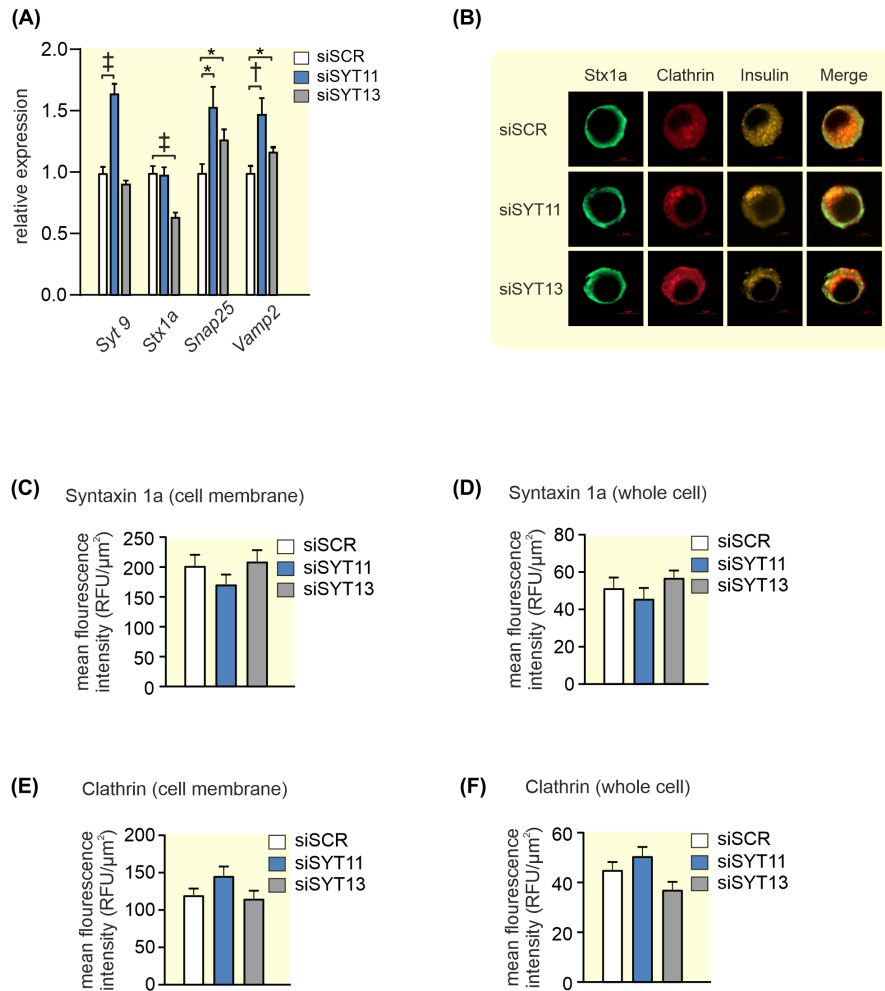 (A)
2.0
1.5
1.0
0.5
0.0
relative expression
‡
‡
*
*
*
†
siSCR
siSYT11
siSYT13
Syt 9
Stx1a
Snap25
Vamp2
(B)
Stx1a Clathrin Insulin Merge
siSCR
siSYT11
siSYT13
(C)
Syntaxin 1a (cell membrane)
mean flourescence
intensity (RFU/µm²)
250
200
150
100
50
0
siSCR
siSYT11
siSYT13
(D)
Syntaxin 1a (whole cell)
mean flourescence
intensity (RFU/µm²)
80
60
40
20
0
siSCR
siSYT11
siSYT13
(E)
Clathrin (cell membrane)
mean flourescence
intensity (RFU/µm²)
200
150
100
50
0
siSCR
siSYT11
siSYT13
(F)
Clathrin (whole cell)
mean flourescence
intensity (RFU/µm²)
60
40
20
0
siSCR
siSYT11
siSYT13